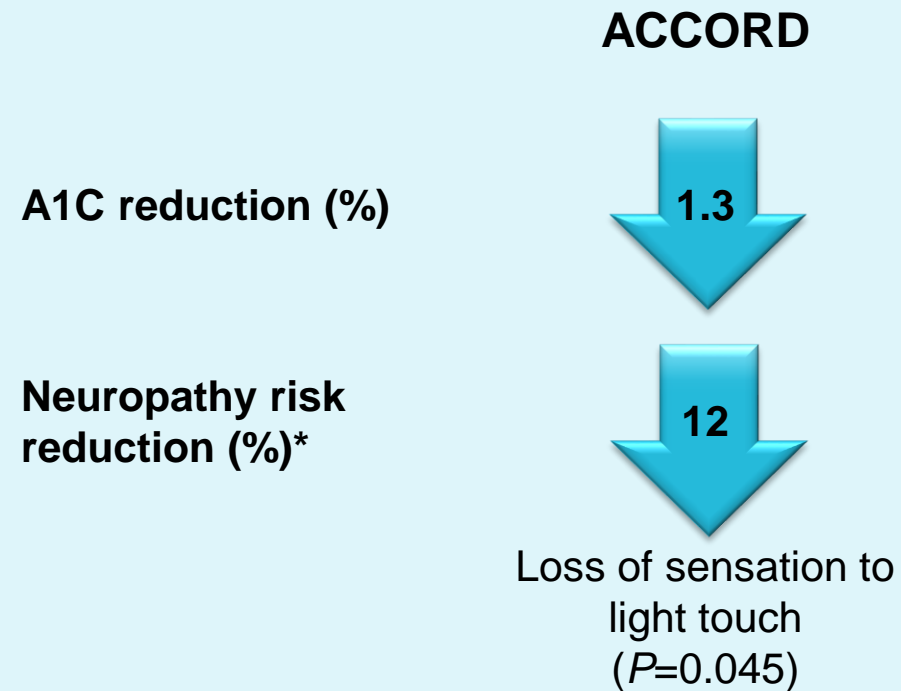 ACCORD
A1C reduction (%)
1.3
Neuropathy risk
reduction (%)*
12
Loss of sensation to
light touch
(P=0.045)